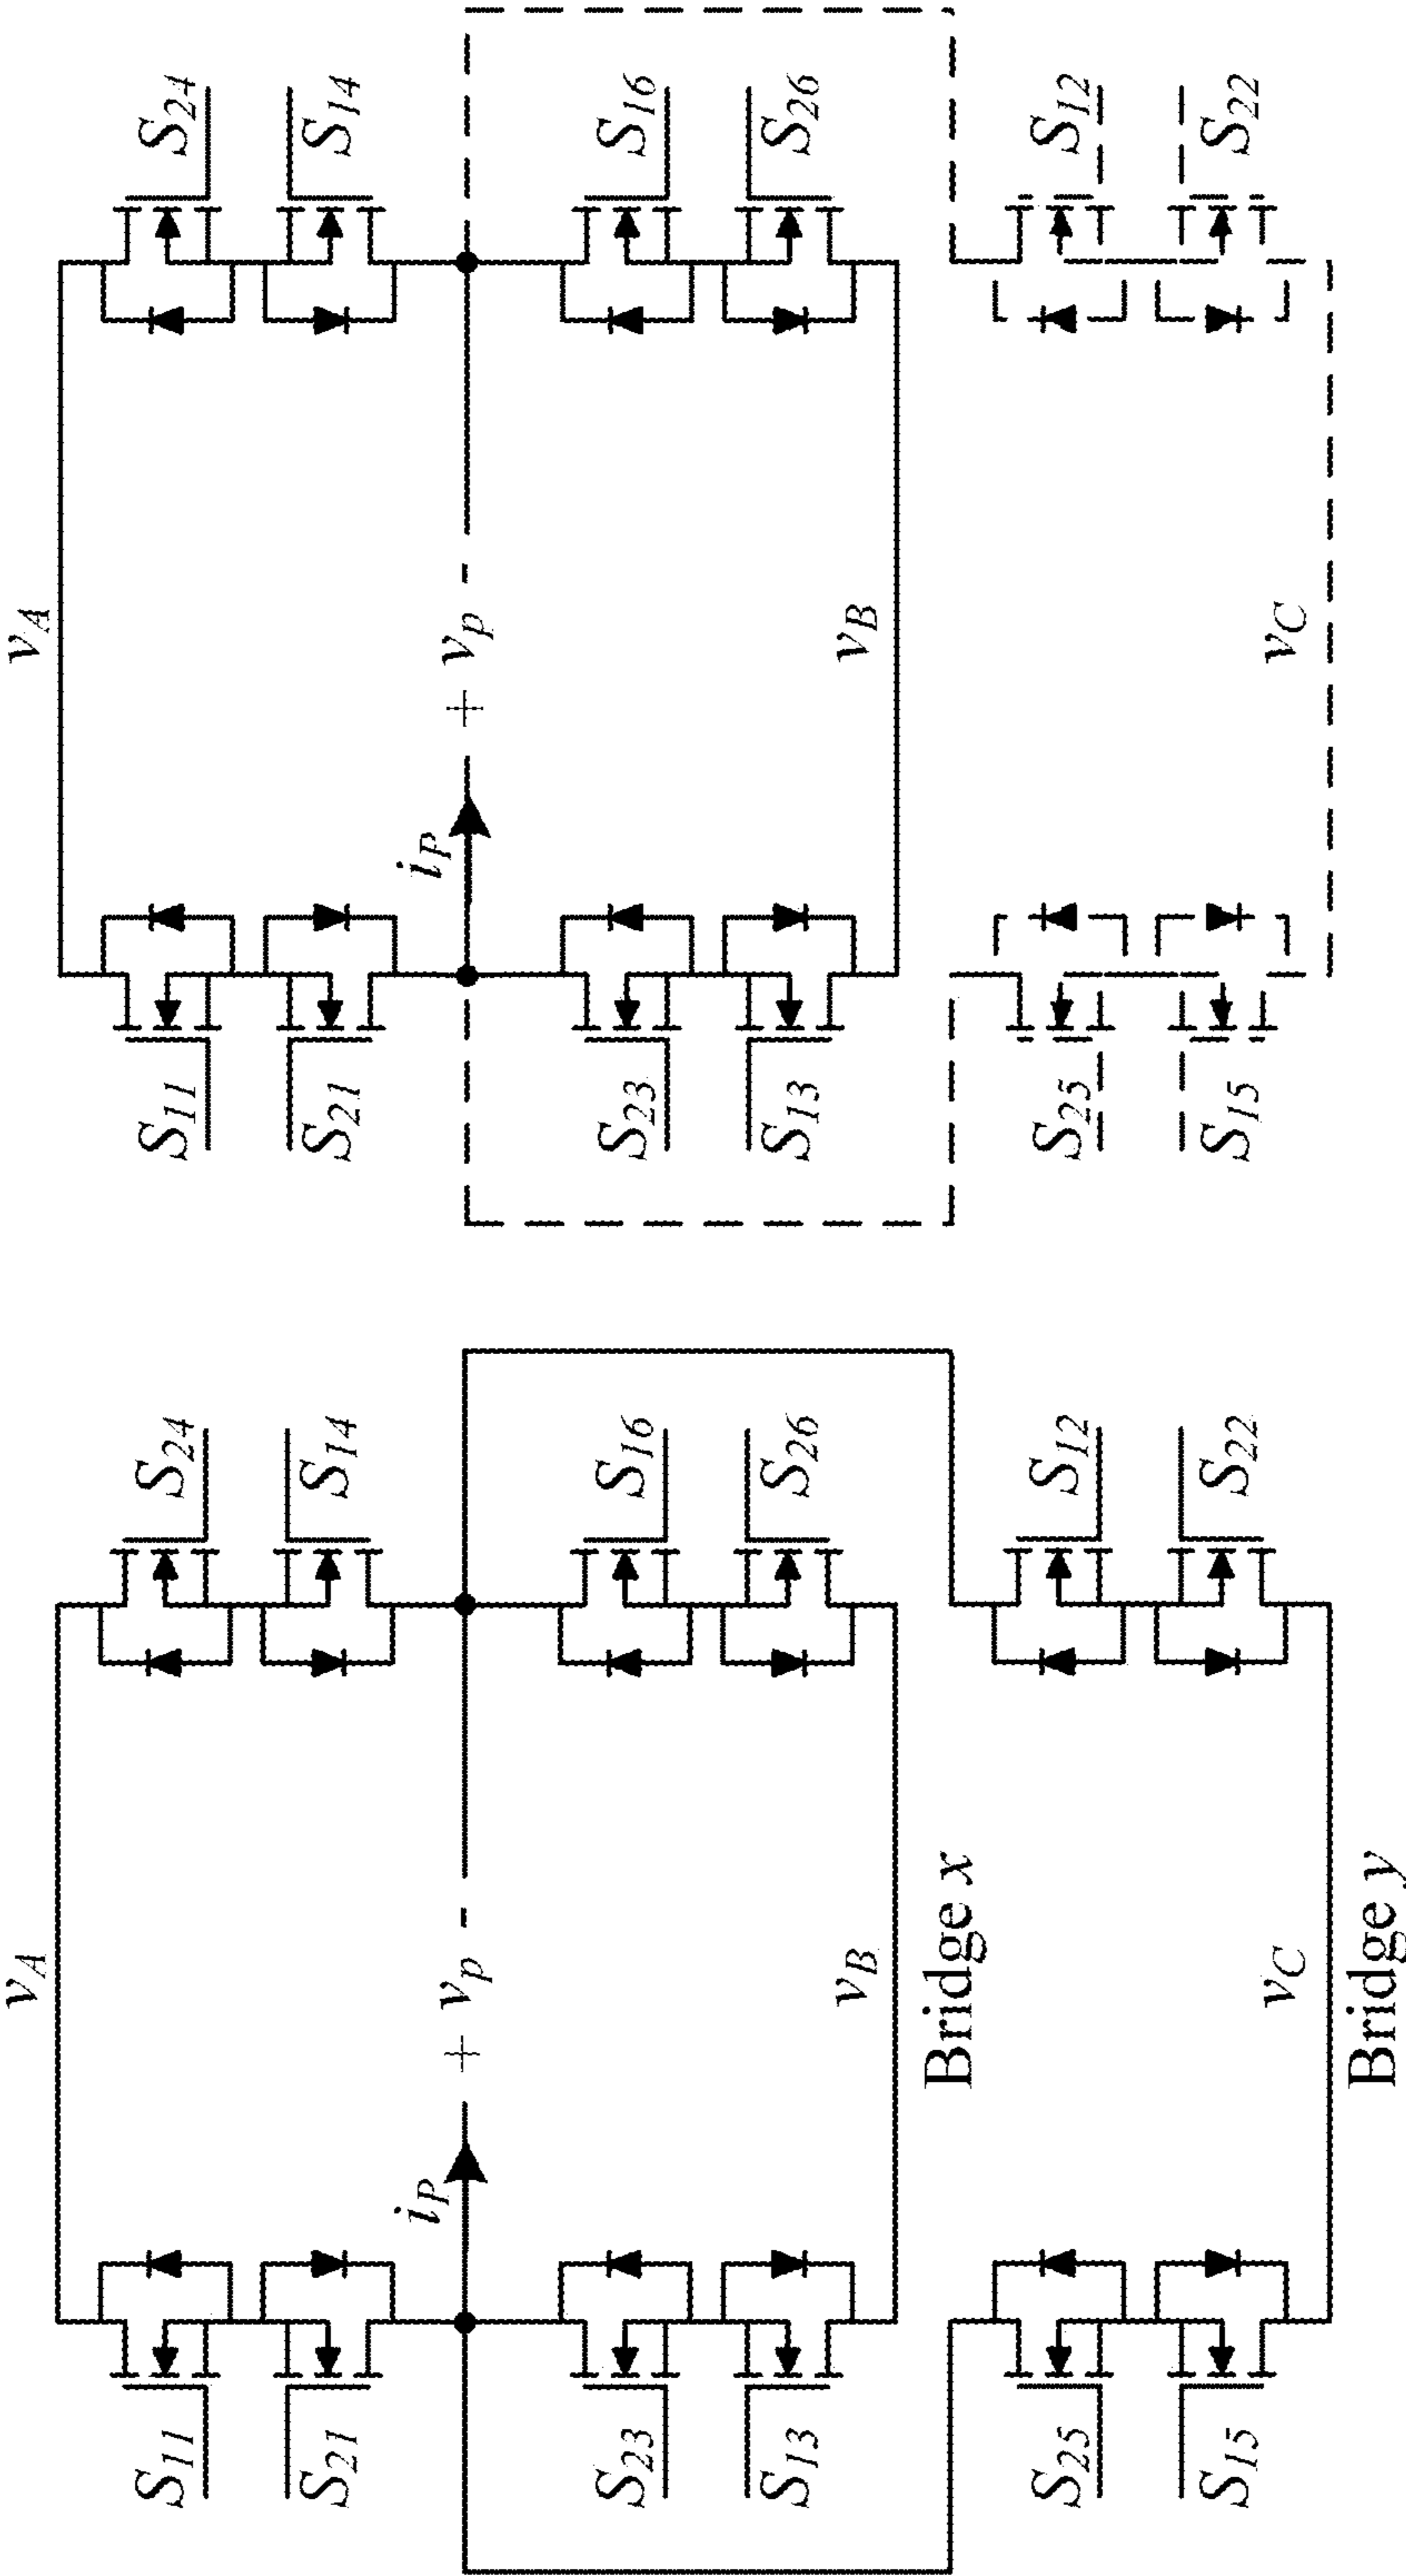 v_A
S_11
S_24
S_21
S_14
i_P
+ v_p -
S_23
S_16
S_13
S_26
v_B
Bridge x
S_25
S_12
S_15
S_22
v_C
Bridge y
v_A
S_11
S_24
S_21
S_14
i_P
+ v_p -
S_23
S_16
S_13
S_26
v_B
S_25
S_12
S_15
S_22
v_C